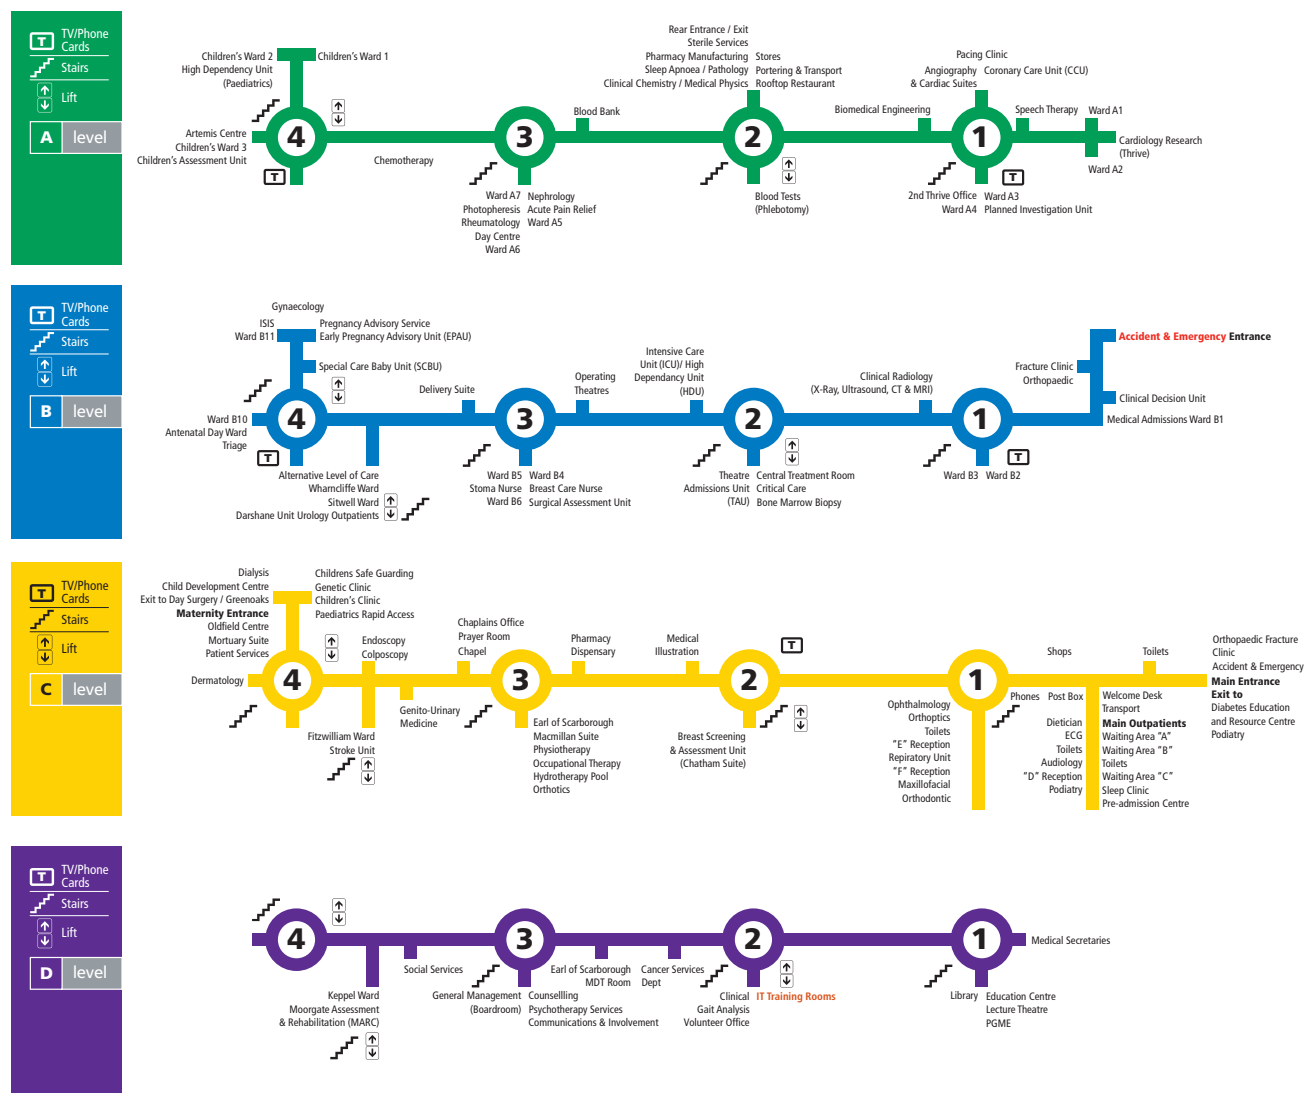 TV/Phone
Cards
Stairs
Lift
A level
Children's Ward 2
High Dependency Unit
(Paediatrics)
Children's Ward 1
4
Artemis Centre
Children's Ward 3
Children's Assessment Unit
T
Chemotherapy
3
Blood Bank
Ward A7
Photopheresis
Rheumatology
Day Centre
Ward A6
Nephrology
Acute Pain Relief
Ward A5
Rear Entrance / Exit
Sterile Services
Pharmacy Manufacturing
Sleep Apnoea / Pathology
Clinical Chemistry / Medical Physics
Stores
Portering & Transport
Rooftop Restaurant
2
Blood Tests
(Phlebotomy)
Biomedical Engineering
Pacing Clinic
Angiography
& Cardiac Suites
Coronary Care Unit (CCU)
1
Speech Therapy
Ward A1
Cardiology Research
(Thrive)
Ward A2
T
2nd Thrive Office
Ward A4
Ward A3
Planned Investigation Unit
T
TV/Phone
Cards
Stairs
Lift
B level
Gynaecology
ISIS
Ward B11
Pregnancy Advisory Service
Early Pregnancy Advisory Unit (EPAU)
Special Care Baby Unit (SCBU)
4
Ward B10
Antenatal Day Ward
Triage
T
Alternative Level of Care
Wharncliffe Ward
Sitwell Ward
Darshane Unit Urology Outpatients
Delivery Suite
3
Ward B5
Stoma Nurse
Ward B6
Ward B4
Breast Care Nurse
Surgical Assessment Unit
Operating
Theatres
Intensive Care
Unit (ICU)/ High
Dependency Unit
(HDU)
2
Theatre
Admissions Unit
(TAU)
Central Treatment Room
Critical Care
Bone Marrow Biopsy
Clinical Radiology
(X-Ray, Ultrasound, CT & MRI)
1
Ward B3
Ward B2
T
Accident & Emergency Entrance
Fracture Clinic
Orthopaedic
Clinical Decision Unit
Medical Admissions Ward B1
T
TV/Phone
Cards
Stairs
Lift
C level
Dialysis
Child Development Centre
Exit to Day Surgery / Greenoaks
Maternity Entrance
Oldfield Centre
Mortuary Suite
Patient Services
Childrens Safe Guarding
Genetic Clinic
Children's Clinic
Paediatrics Rapid Access
Dermatology
4
Endoscopy
Colposcopy
Fitzwilliam Ward
Stroke Unit
Genito-Urinary
Medicine
Chaplains Office
Prayer Room
Chapel
3
Earl of Scarborough
Macmillan Suite
Physiotherapy
Occupational Therapy
Hydrotherapy Pool
Orthotics
Pharmacy
Dispensary
Medical
Illustration
2
T
Breast Screening
& Assessment Unit
(Chatham Suite)
1
Ophthalmology
Orthoptics
Toilets
"E" Reception
Repiratory Unit
"F" Reception
Maxillofacial
Orthodontic
Phones
Shops
Post Box
Dietician
ECG
Toilets
Audiology
"D" Reception
Podiatry
Toilets
Welcome Desk
Transport
Main Outpatients
Waiting Area "A"
Waiting Area "B"
Toilets
Waiting Area "C"
Sleep Clinic
Pre-admission Centre
Orthopaedic Fracture
Clinic
Accident & Emergency
Main Entrance
Exit to
Diabetes Education
and Resource Centre
Podiatry
T
TV/Phone
Cards
Stairs
Lift
D level
4
Keppel Ward
Moorgate Assessment
& Rehabilitation (MARC)
Social Services
3
General Management
(Boardroom)
Counsellling
Psychotherapy Services
Communications & Involvement
Earl of Scarborough
MDT Room
Cancer Services
Dept
2
Clinical
Gait Analysis
Volunteer Office
IT Training Rooms
1
Medical Secretaries
Library
Education Centre
Lecture Theatre
PGME